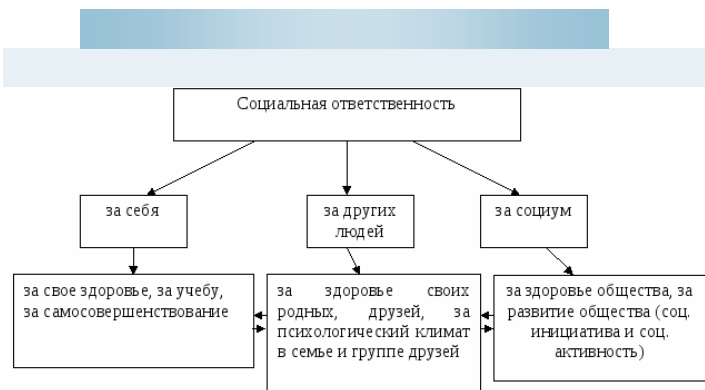 Социальная ответственность
за себя
за других
людей
за социум
за свое здоровье, за учебу,
за самосовершенствование
за здоровье своих
родных, друзей, за
психологический климат
в семье и группе друзей
за здоровье общества, за
развитие общества (соц.
инициатива и соц.
активность)